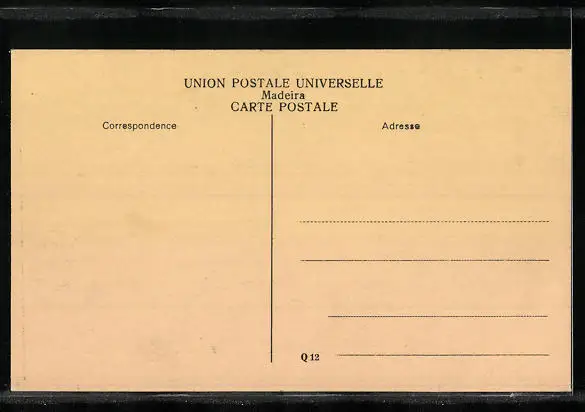 UNION POSTALE UNIVERSELLE
Madeira
CARTE POSTALE
Correspondence
Adresse
Q 12